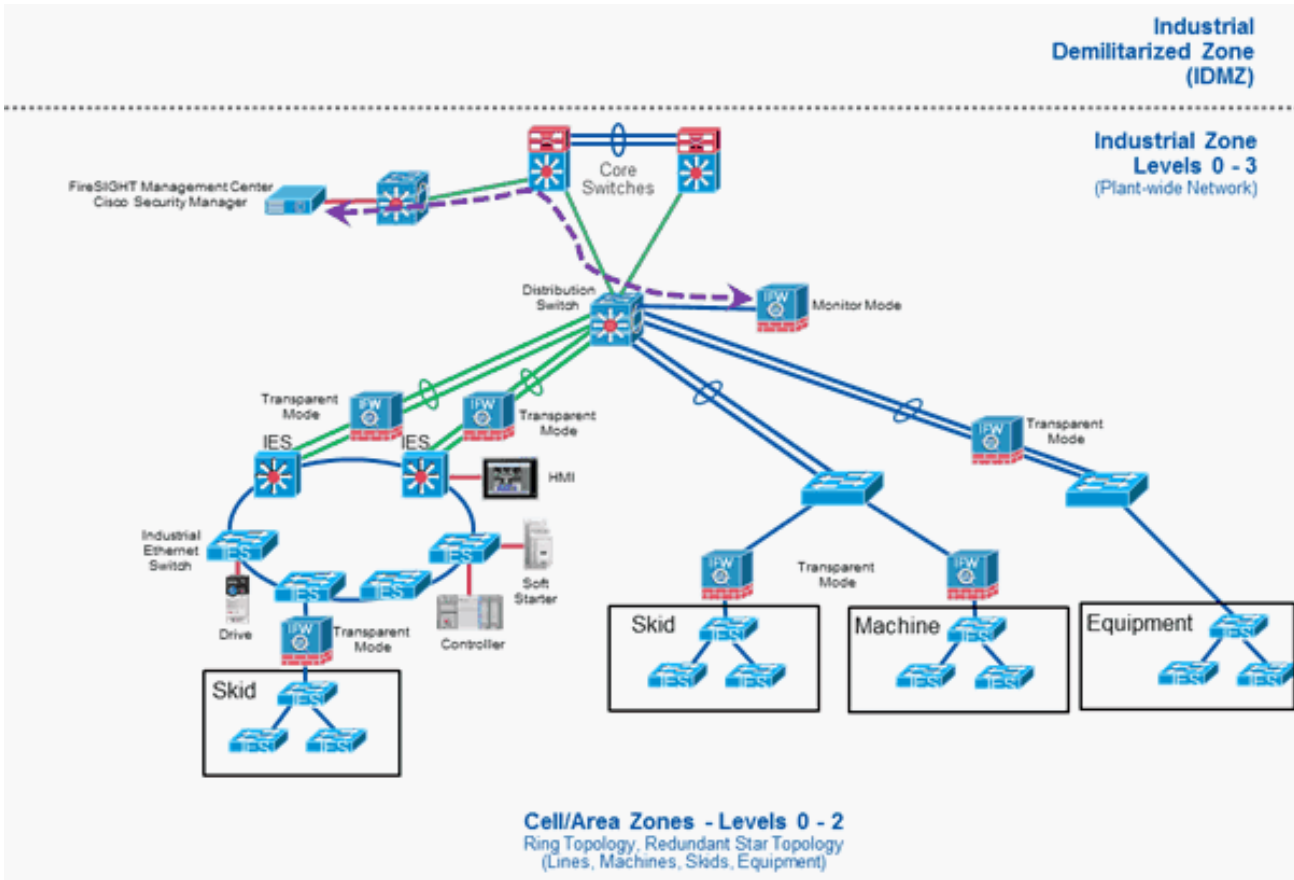 Industrial
Demilitarized Zone
(IDMZ)
Industrial Zone
Levels 0 - 3
(Plant-wide Network)
Core
Switches
FireSIGHT Management Center
Cisco Security Manager
Distribution
Switch
IFW
Monitor Mode
Transparent
Mode
IFW
IFW
Transparent
Mode
IFW
Transparent
Mode
IES
IES
HMI
Industrial
Ethernet
Switch
IES
IES
IES
IES
Soft
Starter
Drive
Controller
IFW
Transparent
Mode
IFW
Transparent
Mode
IFW
Skid
IES
IES
IES
Skid
IES
IES
IES
Machine
IES
IES
IES
Equipment
IES
IES
IES
Cell/Area Zones - Levels 0 - 2
Ring Topology, Redundant Star Topology
(Lines, Machines, Skids, Equipment)